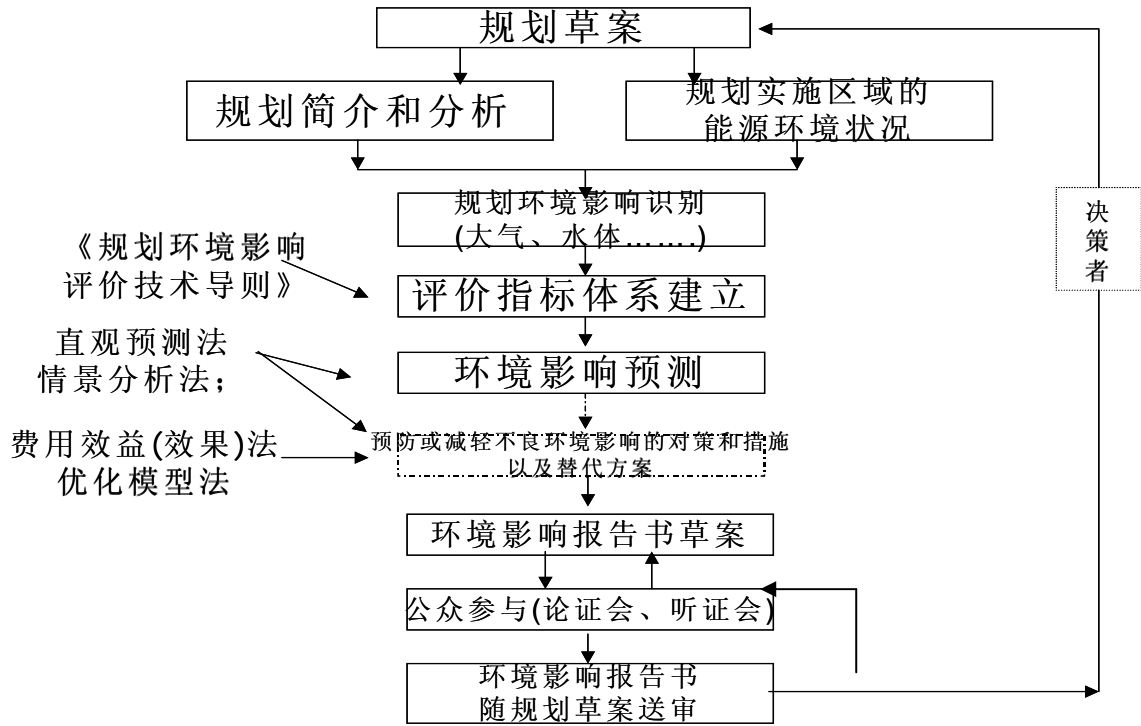 规划草案
规划简介和分析
规划实施区域的
能源环境状况
规划环境影响识别
(大气、水体…….)
《规划环境影响
评价技术导则》
评价指标体系建立
直观预测法
情景分析法；
环境影响预测
费用效益(效果)法
优化模型法
预防或减轻不良环境影响的对策和措施
以及替代方案
环境影响报告书草案
公众参与(论证会、听证会)
环境影响报告书
随规划草案送审
决
策
者